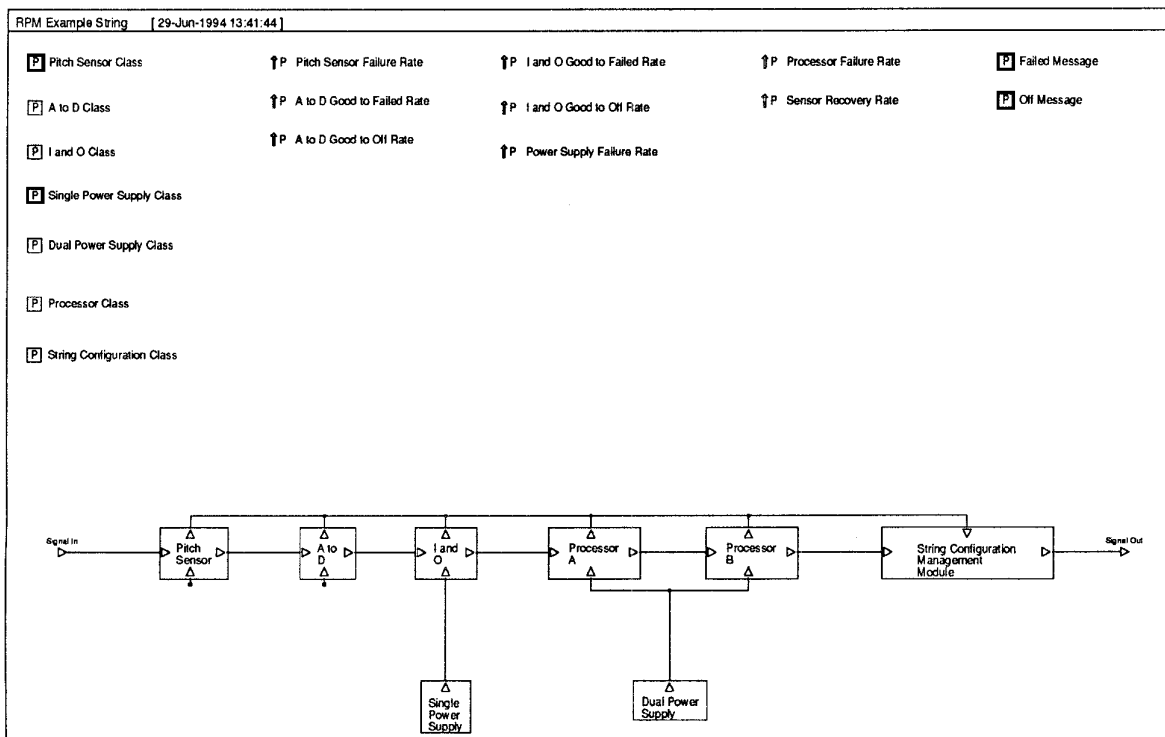 RPM Example String [ 29-Jun-1994 13:41:44 ]
P Pitch Sensor Class
P Pitch Sensor Failure Rate
P I and O Good to Failed Rate
P Processor Failure Rate
P Failed Message
P A to D Class
P A to D Good to Failed Rate
P I and O Good to Off Rate
P Sensor Recovery Rate
P Off Message
P I and O Class
P A to D Good to Off Rate
P Power Supply Failure Rate
P Single Power Supply Class
P Dual Power Supply Class
P Processor Class
P String Configuration Class
Signal In
Pitch
Sensor
A to
D
I and
O
Processor
A
Processor
B
String Configuration
Management
Module
Signal Out
Single
Power
Supply
Dual Power
Supply